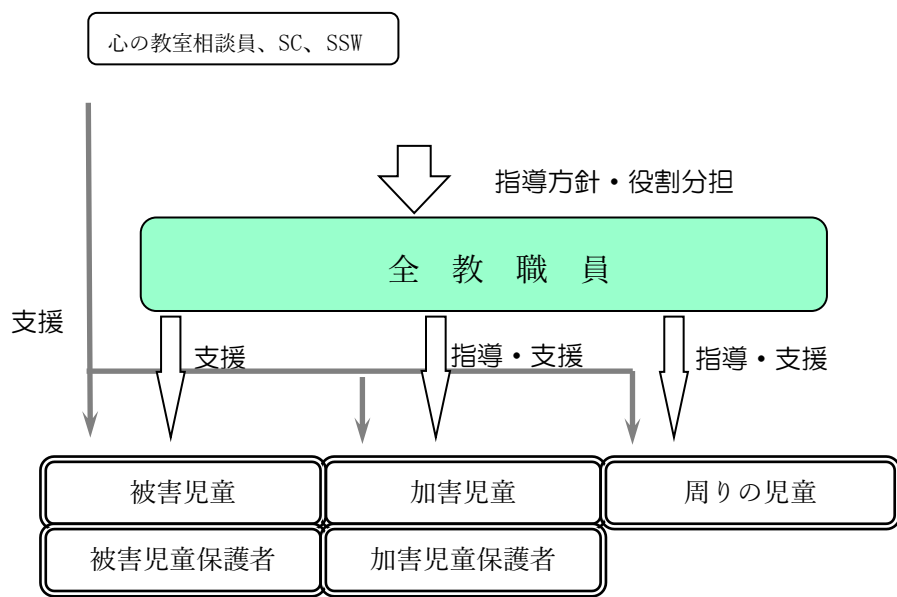 心の教室相談員、SC、SSW
指導方針・役割分担
全教職員
支援
支援
指導・支援
指導・支援
被害児童
加害児童
周りの児童
被害児童保護者
加害児童保護者